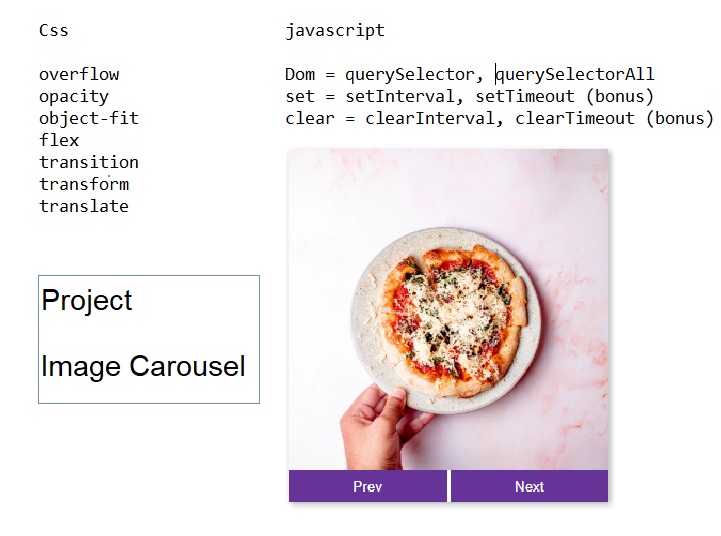 Css
overflow
opacity
object-fit
flex
transition
transform
translate
javascript
Dom = querySelector, querySelectorAll
set = setInterval, setTimeout (bonus)
clear = clearInterval, clearTimeout (bonus)
Project
Image Carousel
Prev
Next